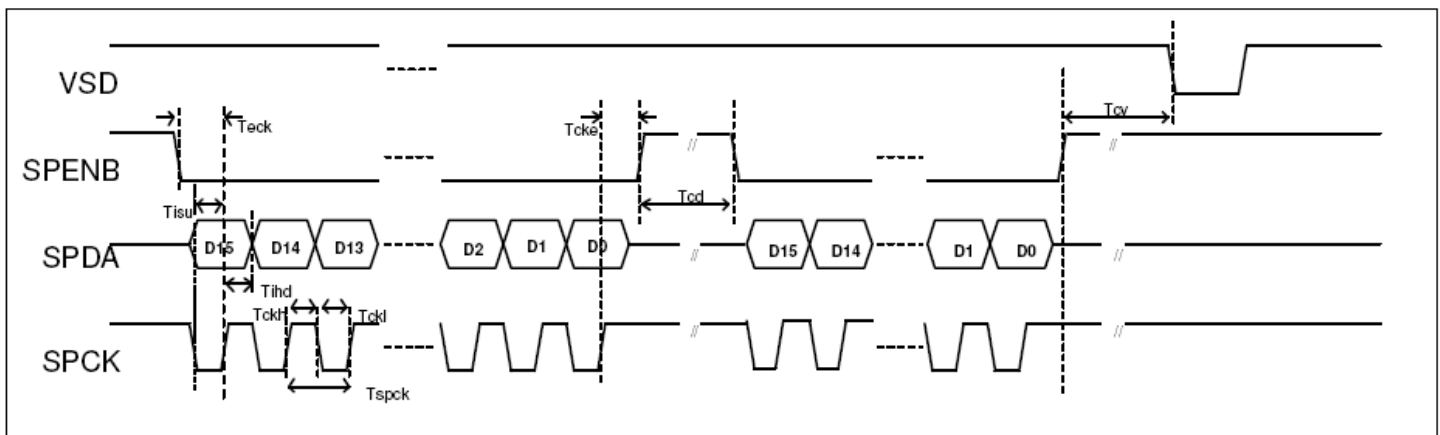 VSD
Tcv
Teck
Tcke
SPENB
Tcd
Tisu
SPDA
D15 D14 D13 D2 D1 D0 D15 D14 D1 D0
Tihd
Tckh Tckl
SPCK
Tspck